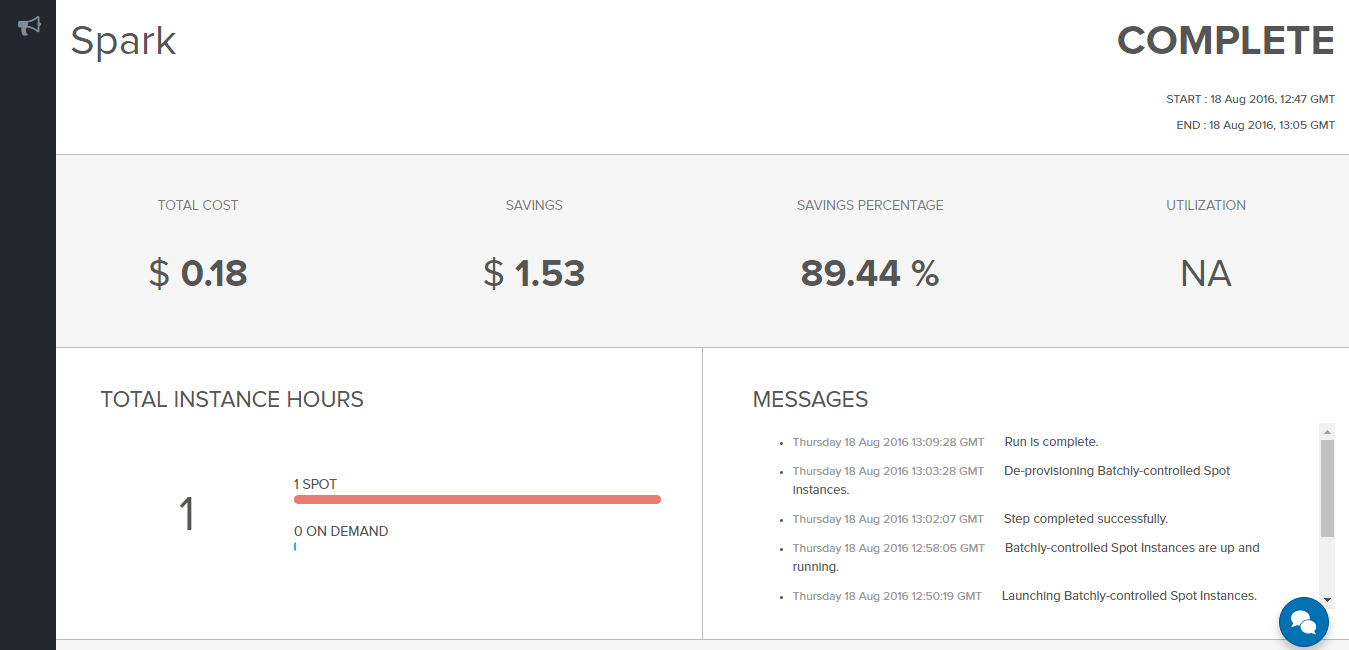 Spark
COMPLETE
START : 18 Aug 2016, 12:47 GMT
END : 18 Aug 2016, 13:05 GMT
TOTAL COST
SAVINGS
SAVINGS PERCENTAGE
UTILIZATION
$ 0.18
$ 1.53
89.44 %
NA
TOTAL INSTANCE HOURS
1
1 SPOT
0 ON DEMAND
MESSAGES
Thursday 18 Aug 2016 13:09:28 GMT Run is complete.
Thursday 18 Aug 2016 13:03:28 GMT De-provisioning Batchly-controlled Spot
Instances.
Thursday 18 Aug 2016 13:02:07 GMT Step completed successfully.
Thursday 18 Aug 2016 12:58:05 GMT Batchly-controlled Spot Instances are up and
running.
Thursday 18 Aug 2016 12:50:19 GMT Launching Batchly-controlled Spot Instances.